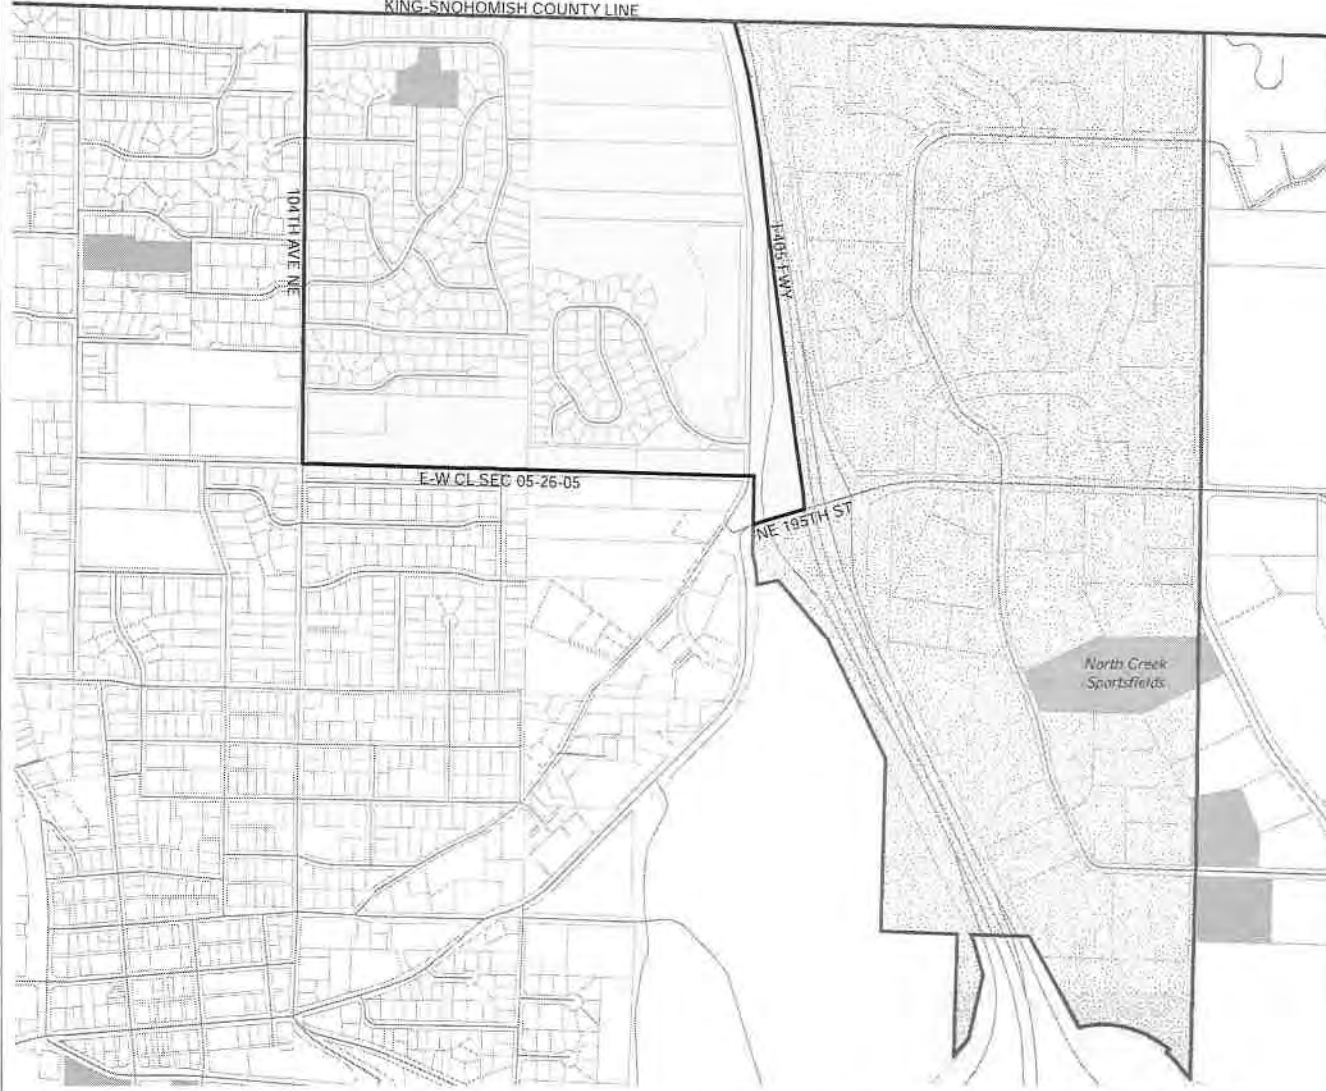 KING-SNOHOMISH COUNTY LINE
104TH AVE NE
I-405 FWY
E-W CL SEC 05-26-05
NE 195TH ST
North Creek
Sportsfields